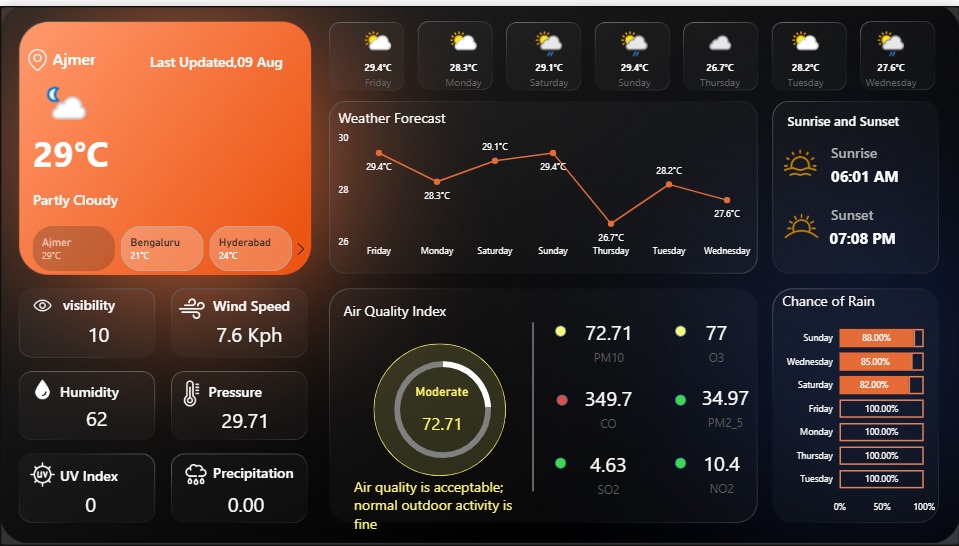 Ajmer
Last Updated,09 Aug
29°C
Partly Cloudy
Ajmer
29°C
Bengaluru
21°C
Hyderabad
24°C
29.4°C
Friday
28.3°C
Monday
29.1°C
Saturday
29.4°C
Sunday
26.7°C
Thursday
28.2°C
Tuesday
27.6°C
Wednesday
Weather Forecast
30
28
26
29.4°C
28.3°C
29.1°C
29.4°C
26.7°C
28.2°C
27.6°C
Friday
Monday
Saturday
Sunday
Thursday
Tuesday
Wednesday
Sunrise and Sunset
Sunrise
06:01 AM
Sunset
07:08 PM
visibility
10
Wind Speed
7.6 Kph
Humidity
62
Pressure
29.71
UV
UV Index
0
Precipitation
0.00
Air Quality Index
Moderate
72.71
Air quality is acceptable;
normal outdoor activity is
fine
72.71
PM10
77
O3
349.7
CO
34.97
PM2_5
4.63
SO2
10.4
NO2
Chance of Rain
Sunday 88.00%
Wednesday 85.00%
Saturday 82.00%
Friday 100.00%
Monday 100.00%
Thursday 100.00%
Tuesday 100.00%
0% 50% 100%